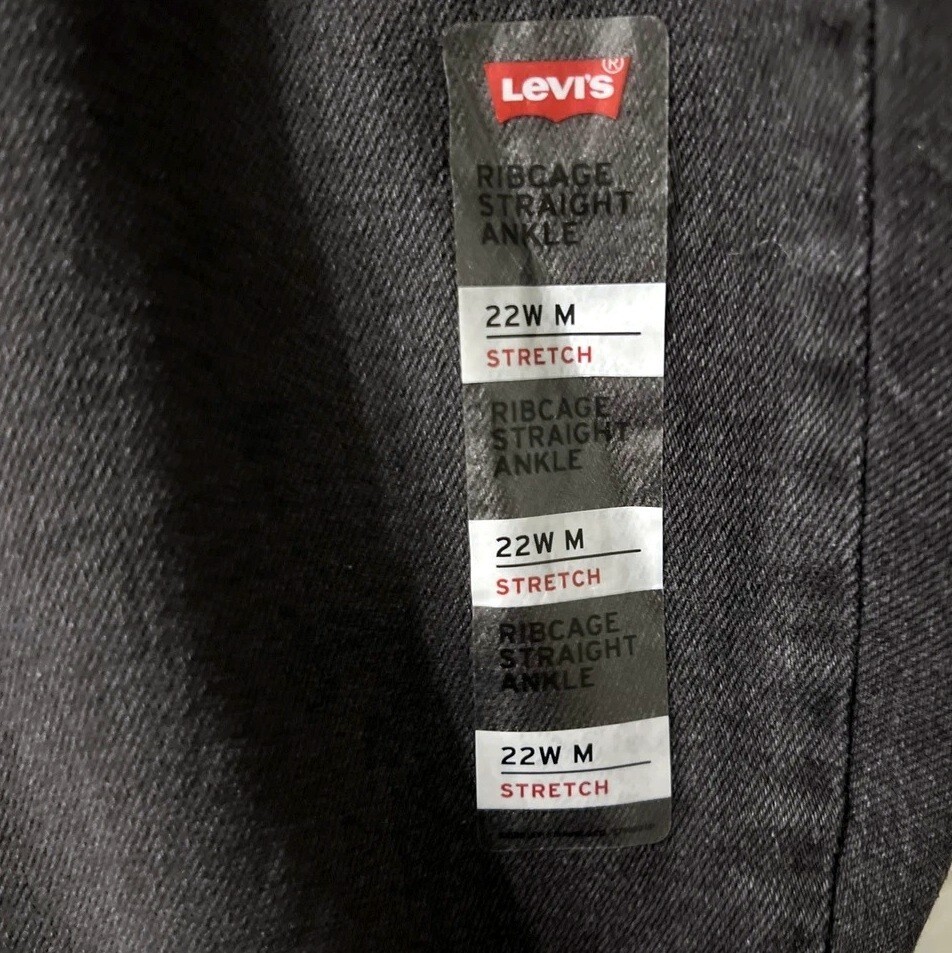 LEVI'S®
RIBCAGE
STRAIGHT
ANKLE
22W M
STRETCH
RIBCAGE
STRAIGHT
ANKLE
22W M
STRETCH
RIBCAGE
STRAIGHT
ANKLE
22W M
STRETCH